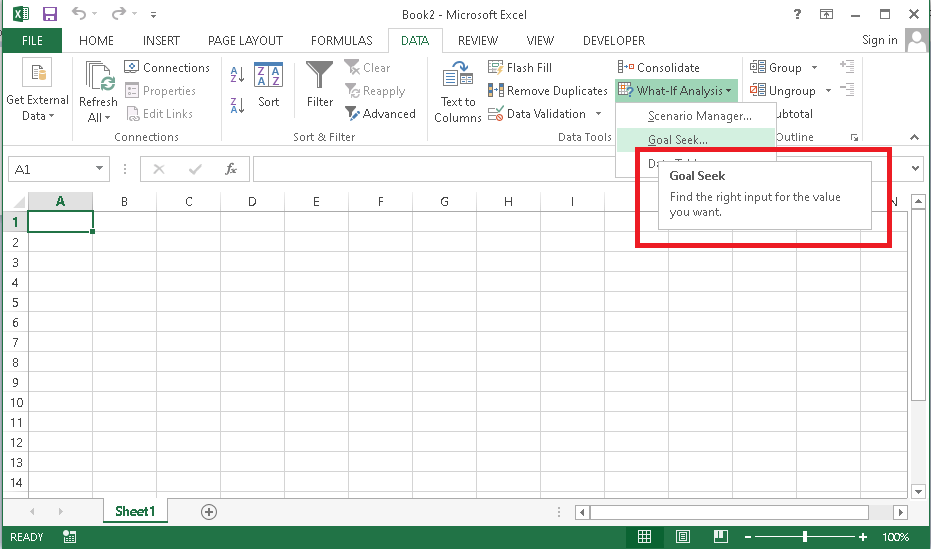 Book2 - Microsoft Excel
?
FILE HOME INSERT PAGE LAYOUT FORMULAS DATA REVIEW VIEW DEVELOPER Sign in
Get External
Data
Refresh
All
Connections
Properties
Edit Links
Connections
A
Z
Z
A
Z A
A Z
Sort
Filter
Clear
Reapply
Advanced
Sort & Filter
Text to
Columns
Flash Fill
Remove Duplicates
Data Validation
Data Tools
Consolidate
What-If Analysis
Scenario Manager...
Goal Seek...
Group
Ungroup
Goal Seek
Find the right input for the value
you want.
A1
fx
A B C D E F G H I N
1
2
3
4
5
6
7
8
9
10
11
12
13
14
Sheet1
READY
100%